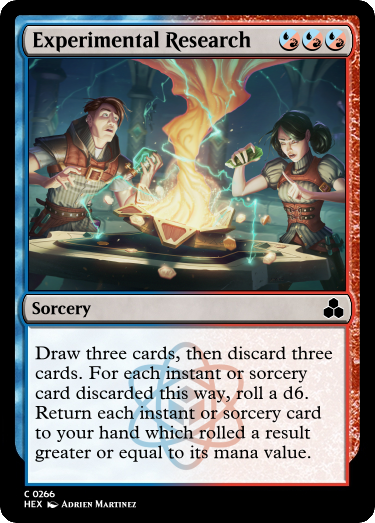 Experimental Research
Sorcery
Draw three cards, then discard three
cards. For each instant or sorcery
card discarded this way, roll a d6.
Return each instant or sorcery card
to your hand which rolled a result
greater or equal to its mana value.
C 0266
HEX Adrien Martinez